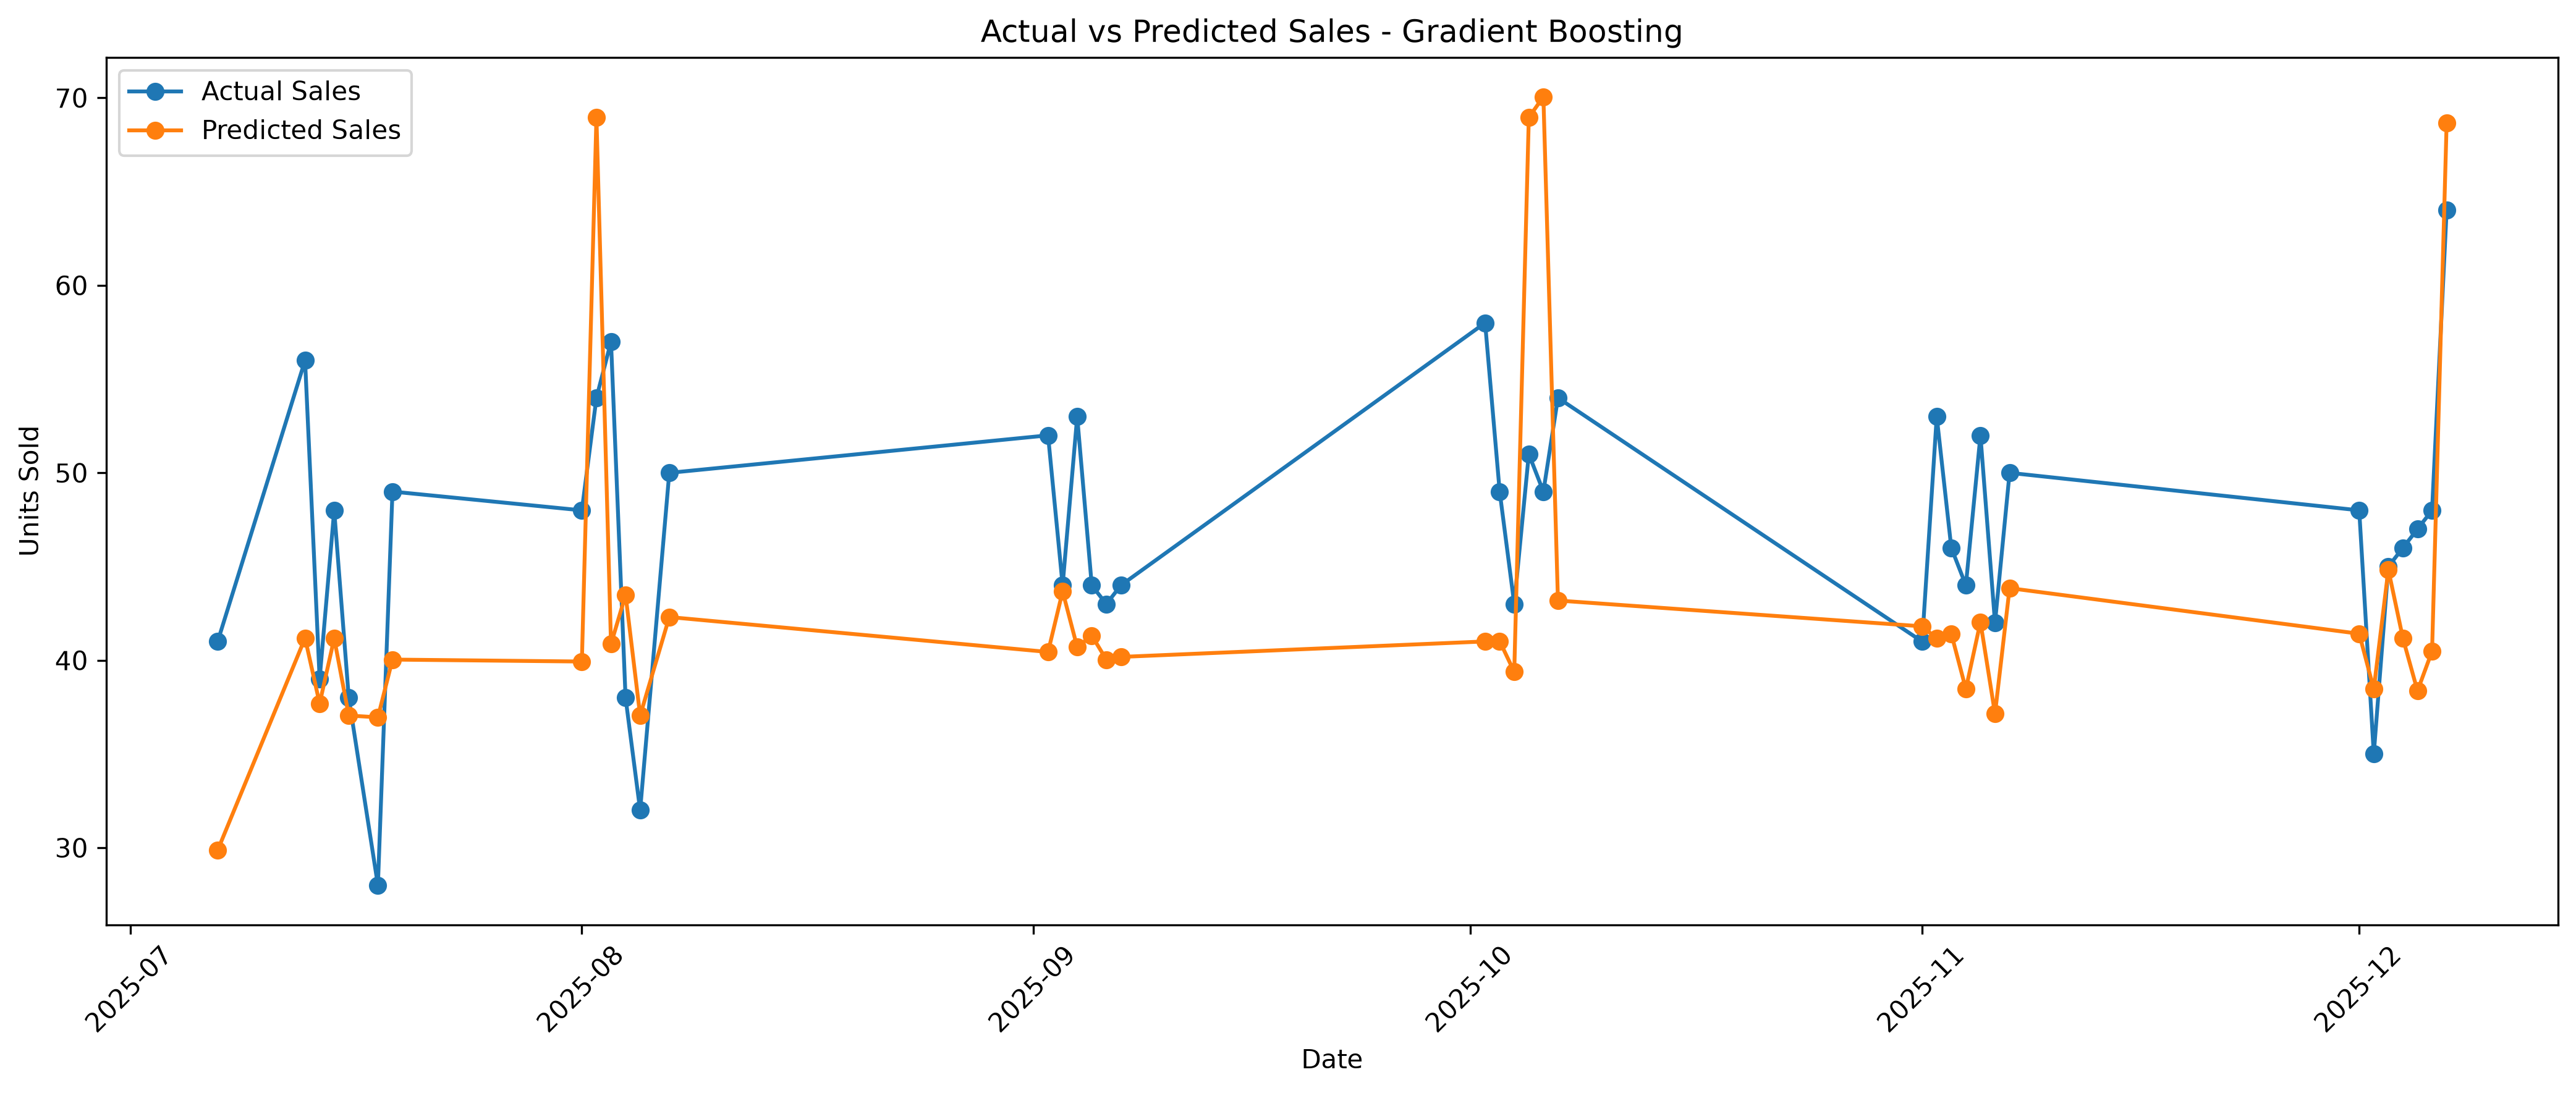 Actual vs Predicted Sales - Gradient Boosting
Actual Sales
Predicted Sales
Units Sold
70
60
50
40
30
2025-07
2025-08
2025-09
2025-10
2025-11
2025-12
Date